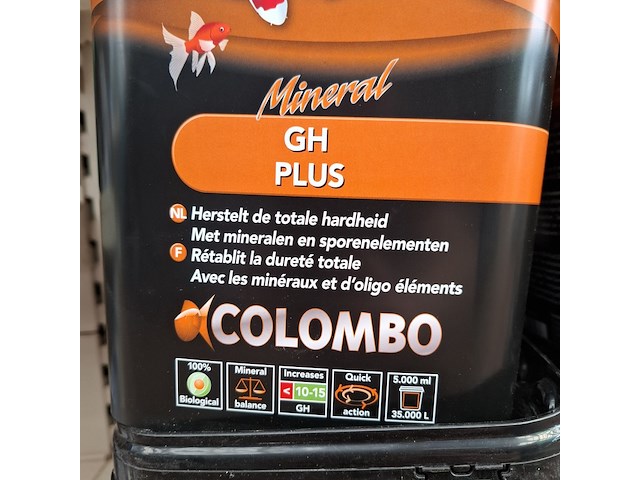 Mineral
GH
PLUS
NL Herstelt de totale hardheid
Met mineralen en sporenelementen
F Rétablit la dureté totale
Avec les minéraux et d'oligo éléments
COLOMBO
100%
Biological
Mineral
balance
Increases
< 10-15
GH
Quick
action
5.000 ml
35.000 L